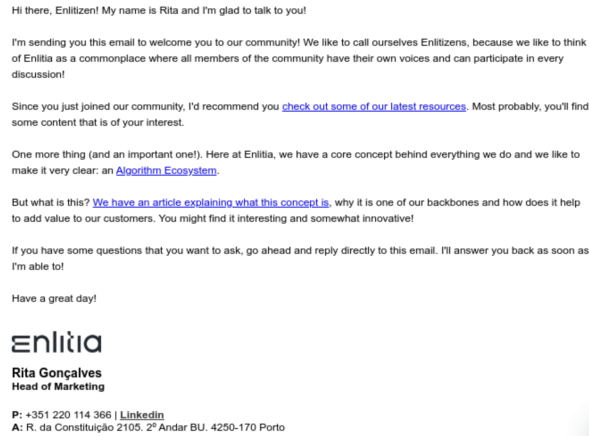 Hi there, Enlitizen! My name is Rita and I'm glad to talk to you!
I'm sending you this email to welcome you to our community! We like to call ourselves Enlitizens, because we like to think
of Enlitia as a commonplace where all members of the community have their own voices and can participate in every
discussion!
Since you just joined our community, I'd recommend you check out some of our latest resources. Most probably, you'll find
some content that is of your interest.
One more thing (and an important one!). Here at Enlitia, we have a core concept behind everything we do and we like to
make it very clear: an Algorithm Ecosystem.
But what is this? We have an article explaining what this concept is, why it is one of our backbones and how does it help
to add value to our customers. You might find it interesting and somewhat innovative!
If you have some questions that you want to ask, go ahead and reply directly to this email. I'll answer you back as soon as
I'm able to!
Have a great day!
Enlitia
Rita Gonçalves
Head of Marketing
P: +351 220 114 366 | Linkedin
A: R. da Constituição 2105. 2º Andar BU. 4250-170 Porto